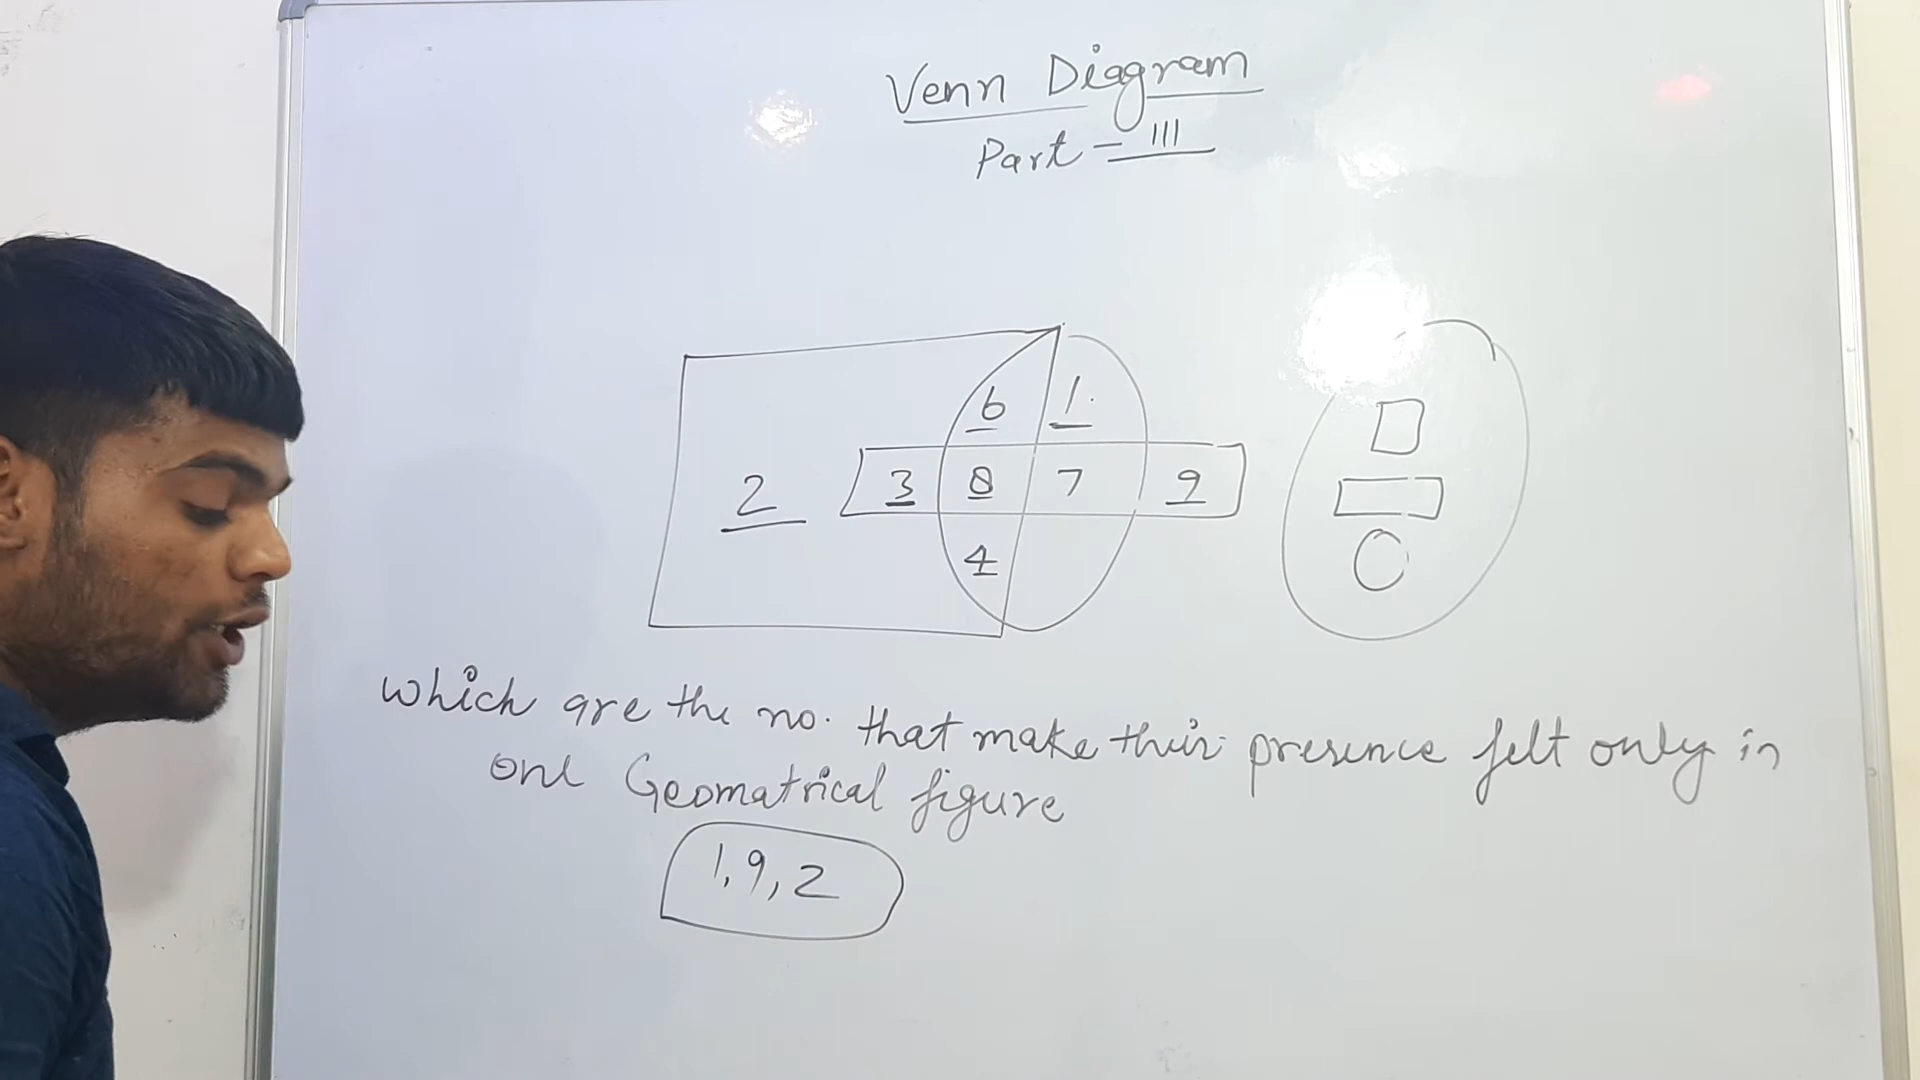 Venn Diagram
Part - III
6 1.
2 3 8 7 9
4
which are the no. that make their presence felt only in
one Geomatrical figure
1, 9, 2